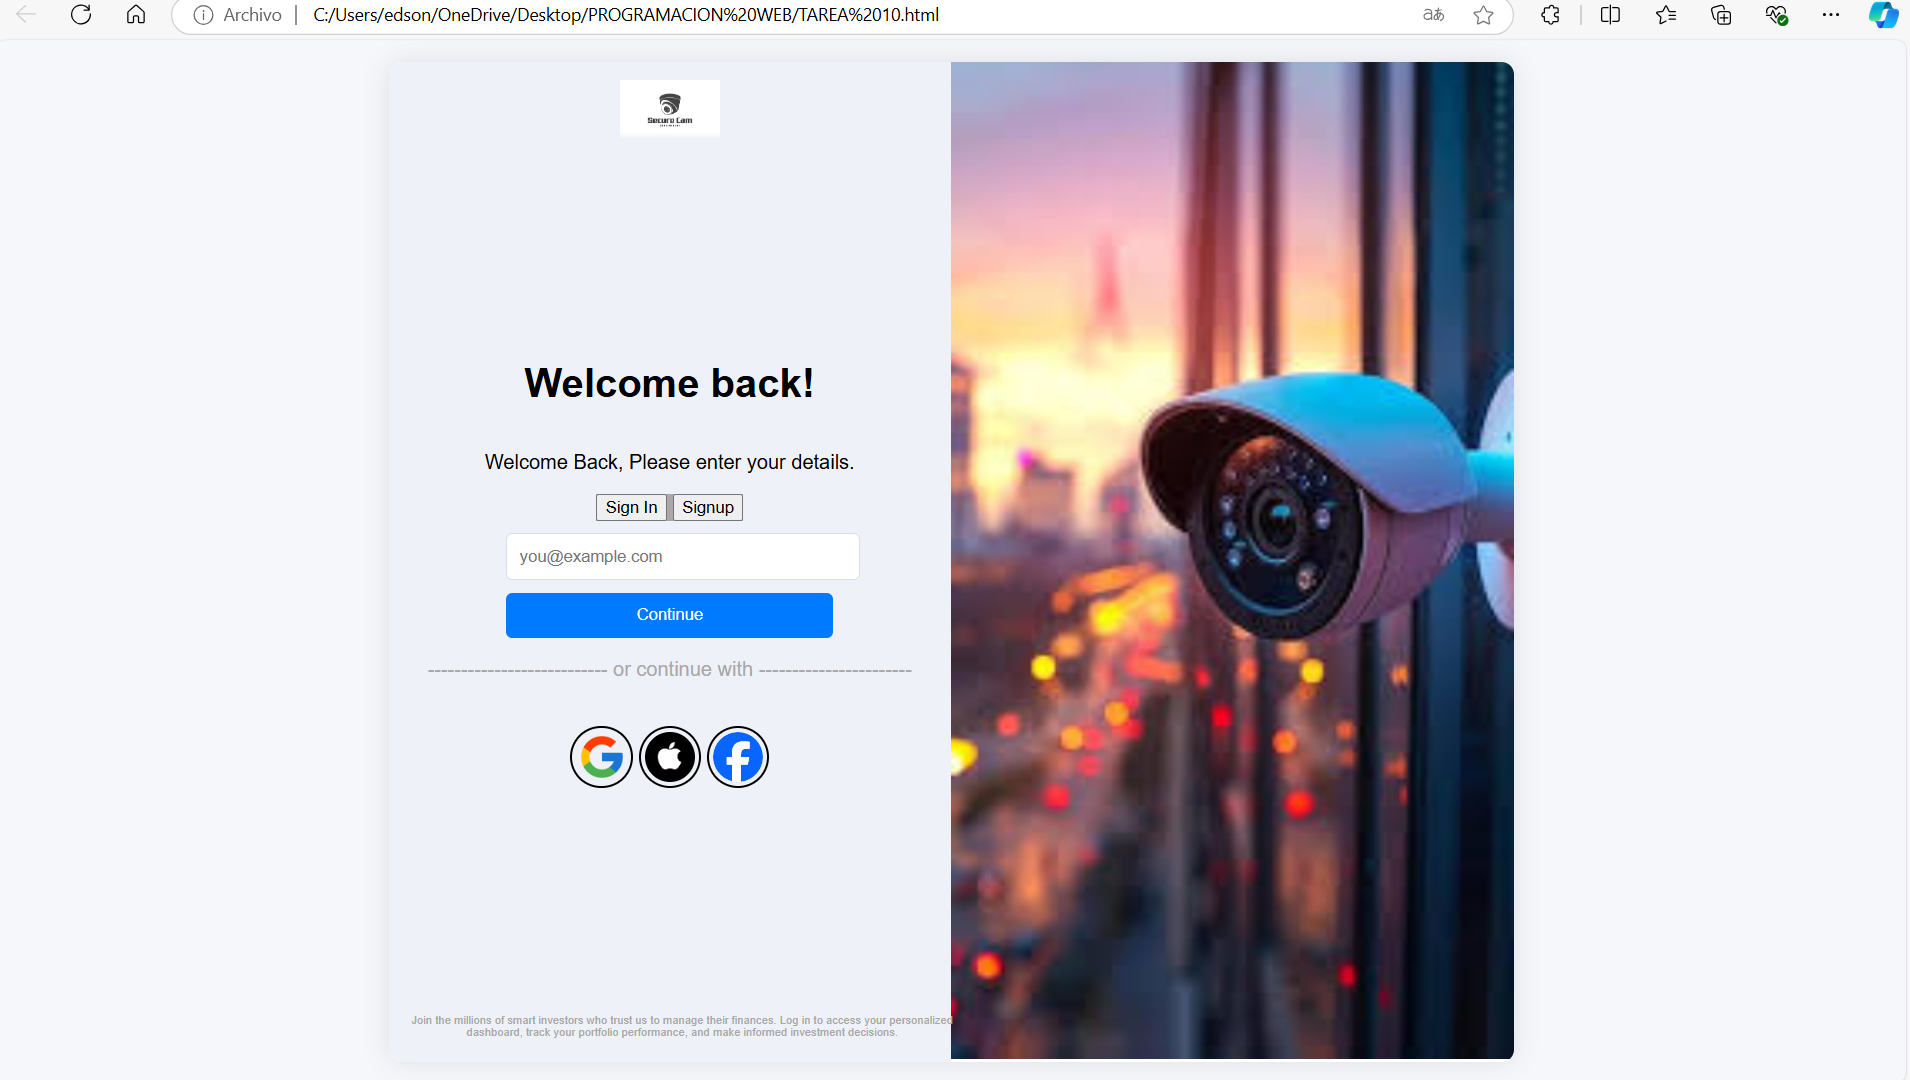 Archivo
C:/Users/edson/OneDrive/Desktop/PROGRAMACION%20WEB/TAREA%2010.html
Secure Cam
Welcome back!
Welcome Back, Please enter your details.
Sign In Signup
you@example.com
Continue
--------------------------- or continue with -----------------------
Join the millions of smart investors who trust us to manage their finances. Log in to access your personalized
dashboard, track your portfolio performance, and make informed investment decisions.